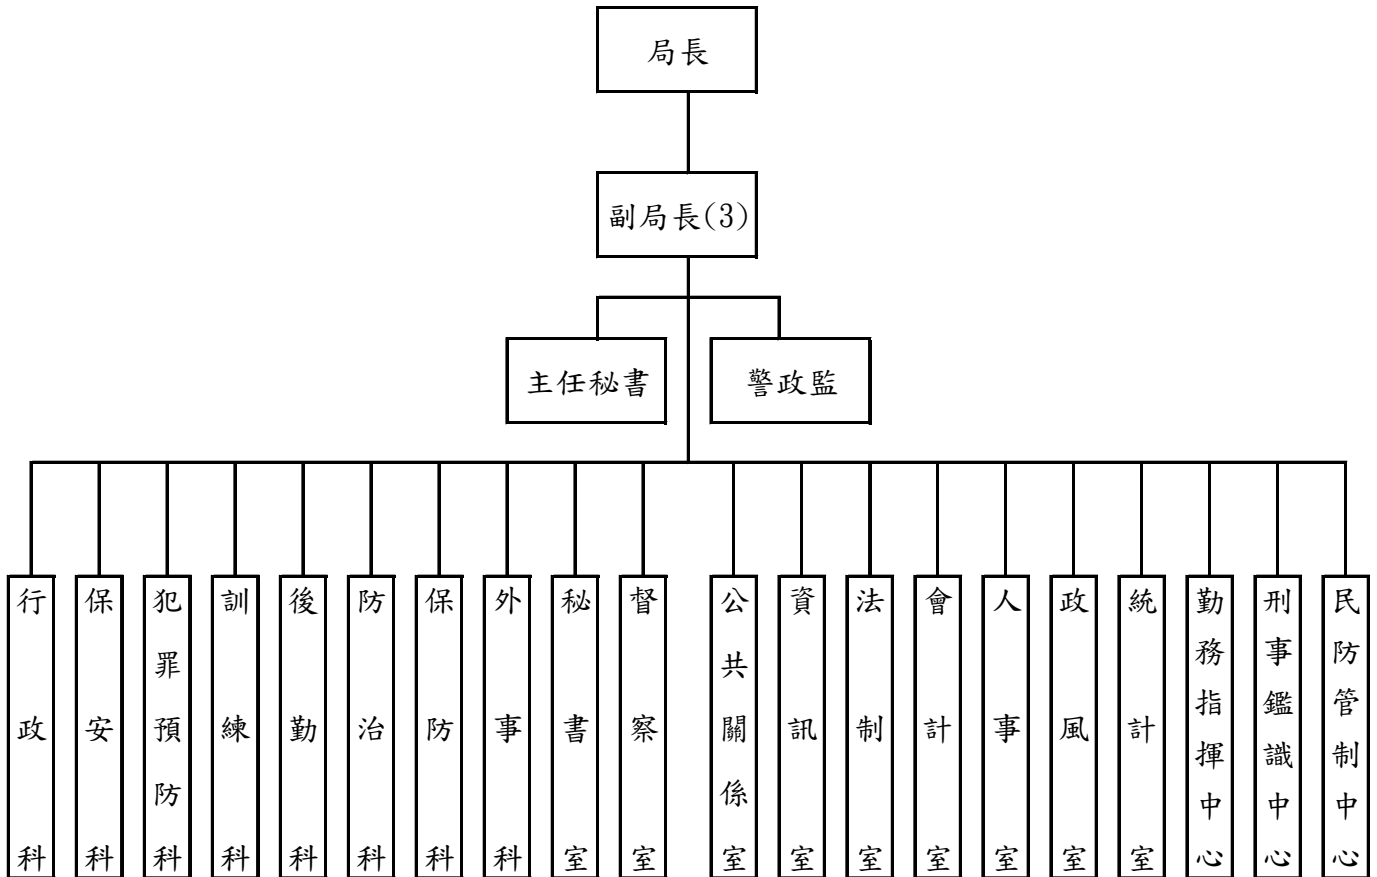 局長
副局長(3)
主任秘書
警政監
行政科
保安科
犯罪預防科
訓練科
後勤科
防治科
保防科
外事科
秘書室
督察室
公共關係室
資訊室
法制室
會計室
人事室
政風室
統計室
勤務指揮中心
刑事鑑識中心
民防管制中心